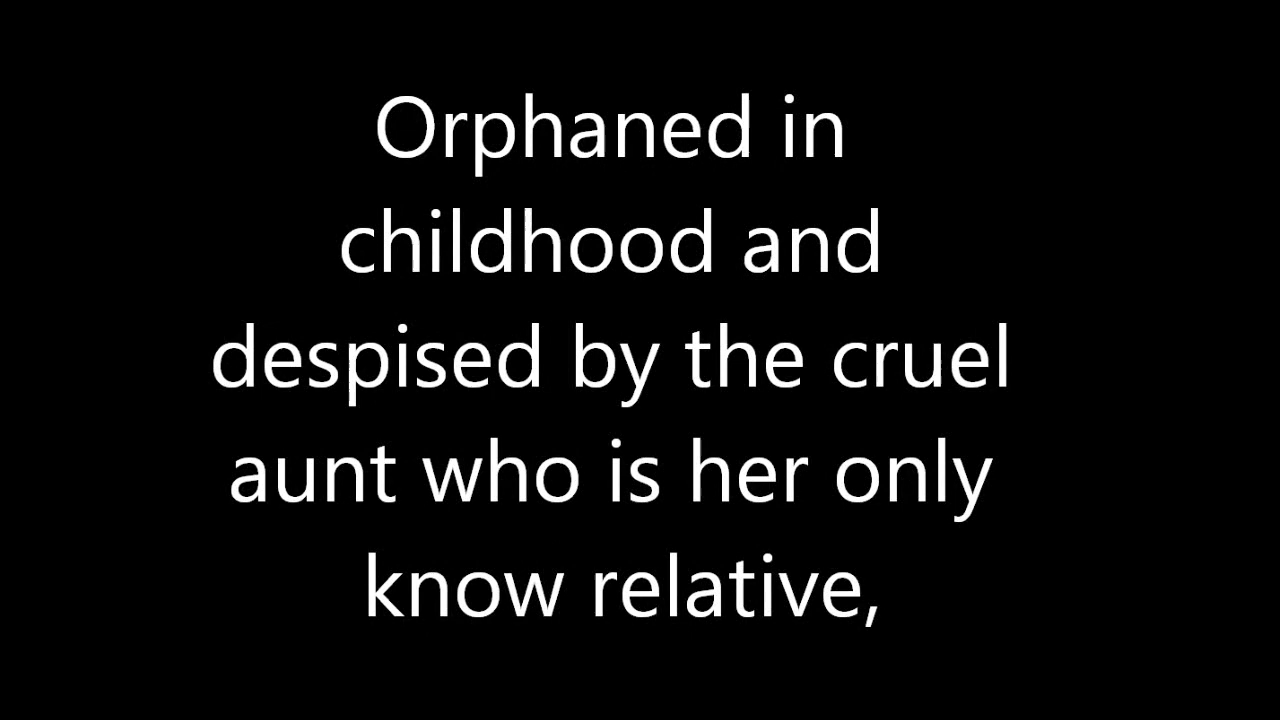 Orphaned in
childhood and
despised by the cruel
aunt who is her only
know relative,